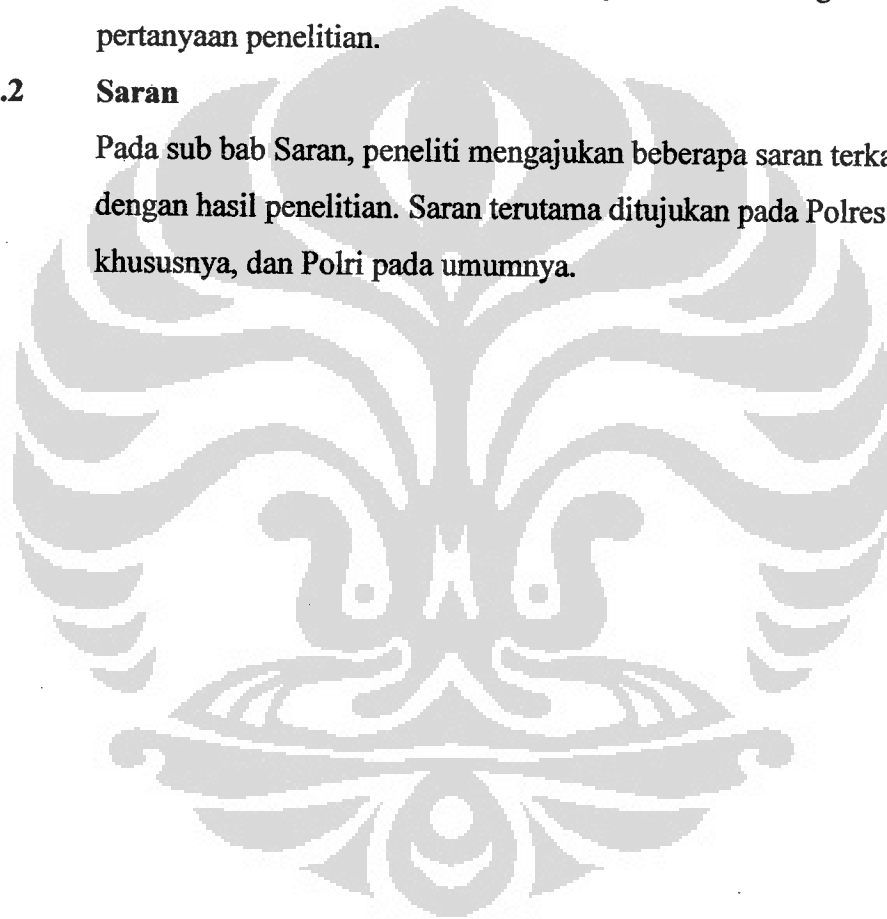 pertanyaan penelitian.
.2 Saran
Pada sub bab Saran, peneliti mengajukan beberapa saran terka
dengan hasil penelitian. Saran terutama ditujukan pada Polres
khususnya, dan Polri pada umumnya.